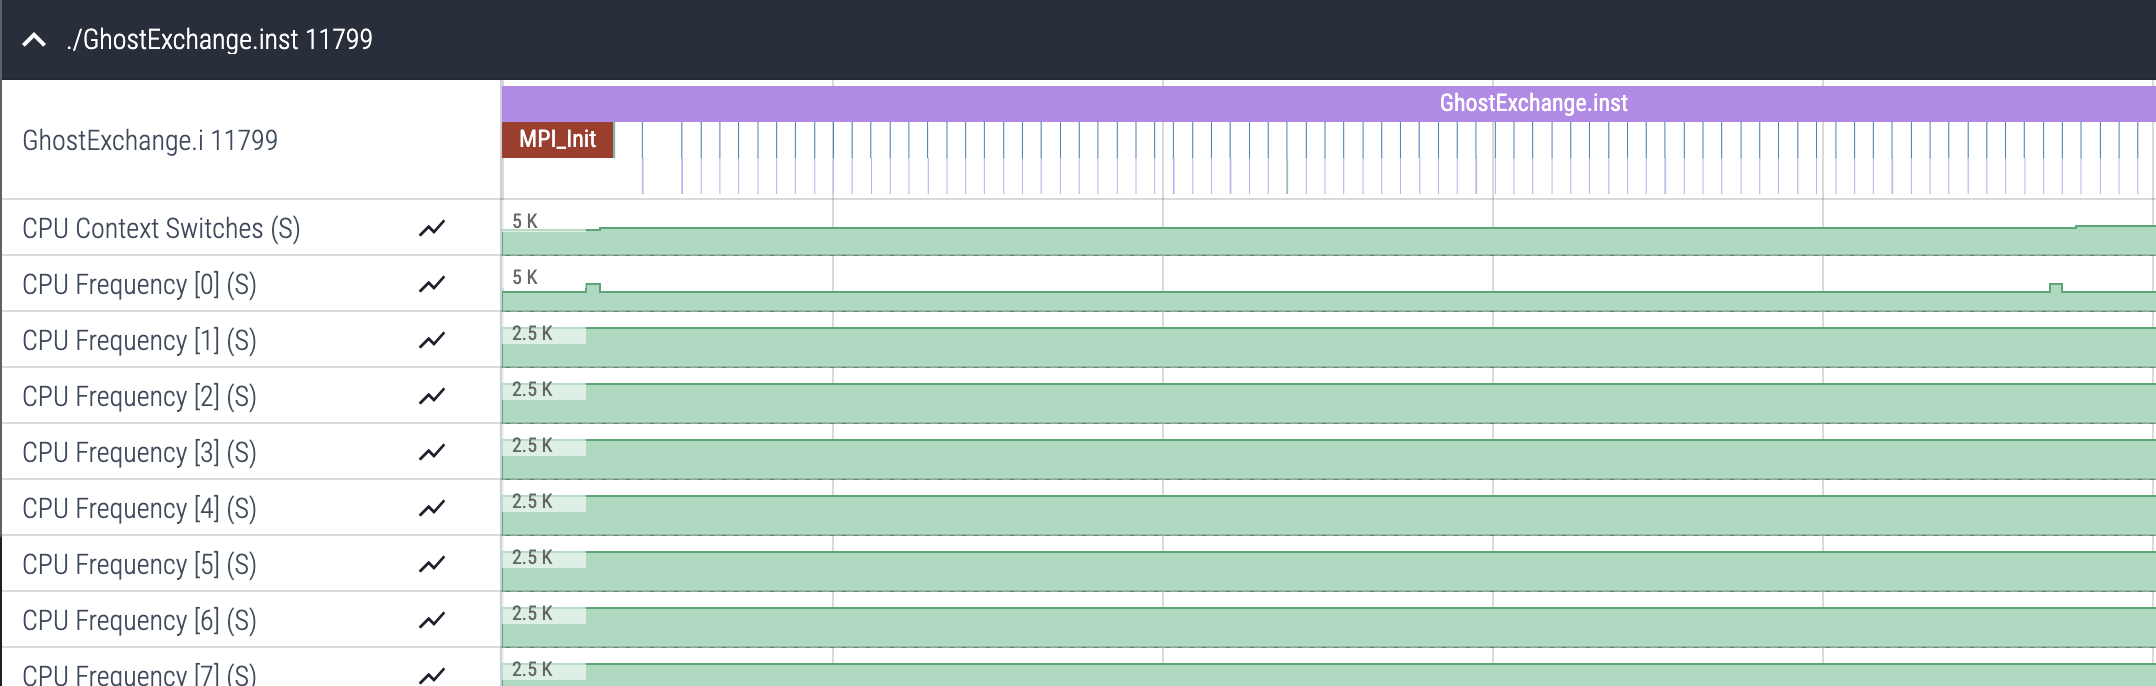 ./GhostExchange.inst 11799
GhostExchange.inst
GhostExchange.i 11799
MPI_Init
CPU Context Switches (S)
5 K
CPU Frequency [0] (S)
5 K
CPU Frequency [1] (S)
2.5 K
CPU Frequency [2] (S)
2.5 K
CPU Frequency [3] (S)
2.5 K
CPU Frequency [4] (S)
2.5 K
CPU Frequency [5] (S)
2.5 K
CPU Frequency [6] (S)
2.5 K
CPU Frequency [7] (S)
2.5 K